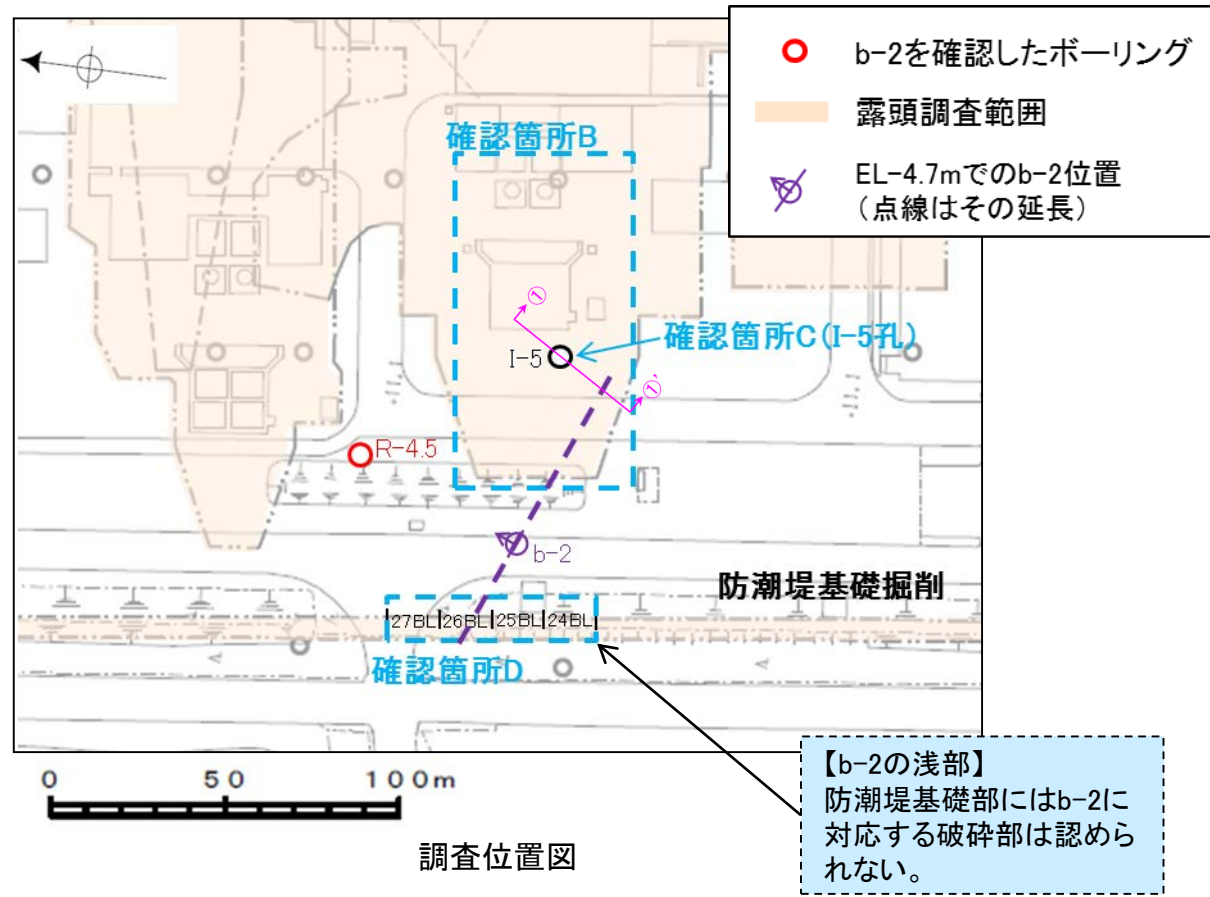 b-2を確認したボーリング
露頭調査範囲
EL-4.7mでのb-2位置
（点線はその延長）
確認箇所B
①
確認箇所C(I-5孔)
I-5
①’
R-4.5
b-2
防潮堤基礎掘削
27BL 26BL 25BL 24BL
確認箇所D
【b-2の浅部】
防潮堤基礎部にはb-2に
対応する破砕部は認めら
れない。
0 50 100m
調査位置図